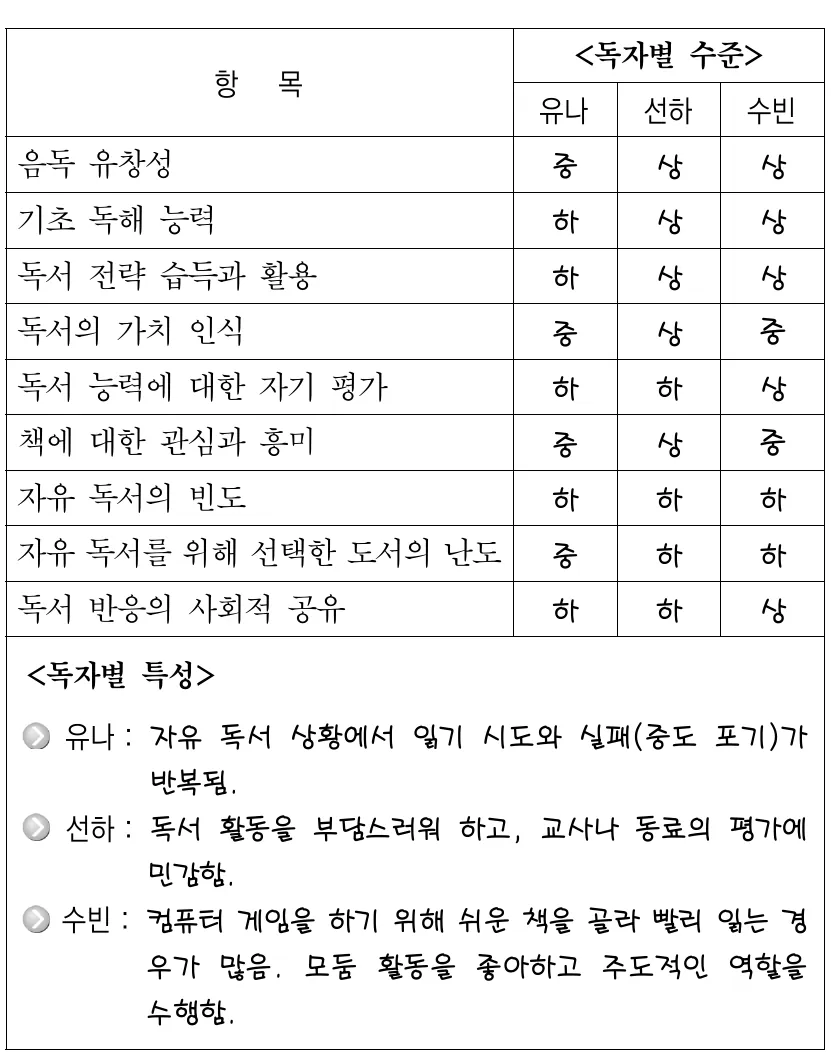 항 목 <독자별 수준>
유나 선하 수빈
음독 유창성 중 상 상
기초 독해 능력 하 상 상
독서 전략 습득과 활용 하 상 상
독서의 가치 인식 중 상 중
독서 능력에 대한 자기 평가 하 하 상
책에 대한 관심과 흥미 중 상 중
자유 독서의 빈도 하 하 하
자유 독서를 위해 선택한 도서의 난도 중 하 하
독서 반응의 사회적 공유 하 하 상
<독자별 특성>
유나 : 자유 독서 상황에서 읽기 시도와 실패(중도 포기)가
반복됨.
선하 : 독서 활동을 부담스러워 하고, 교사나 동료의 평가에
민감함.
수빈 : 컴퓨터 게임을 하기 위해 쉬운 책을 골라 빨리 읽는 경
우가 많음. 모둠 활동을 좋아하고 주도적인 역할을
수행함.